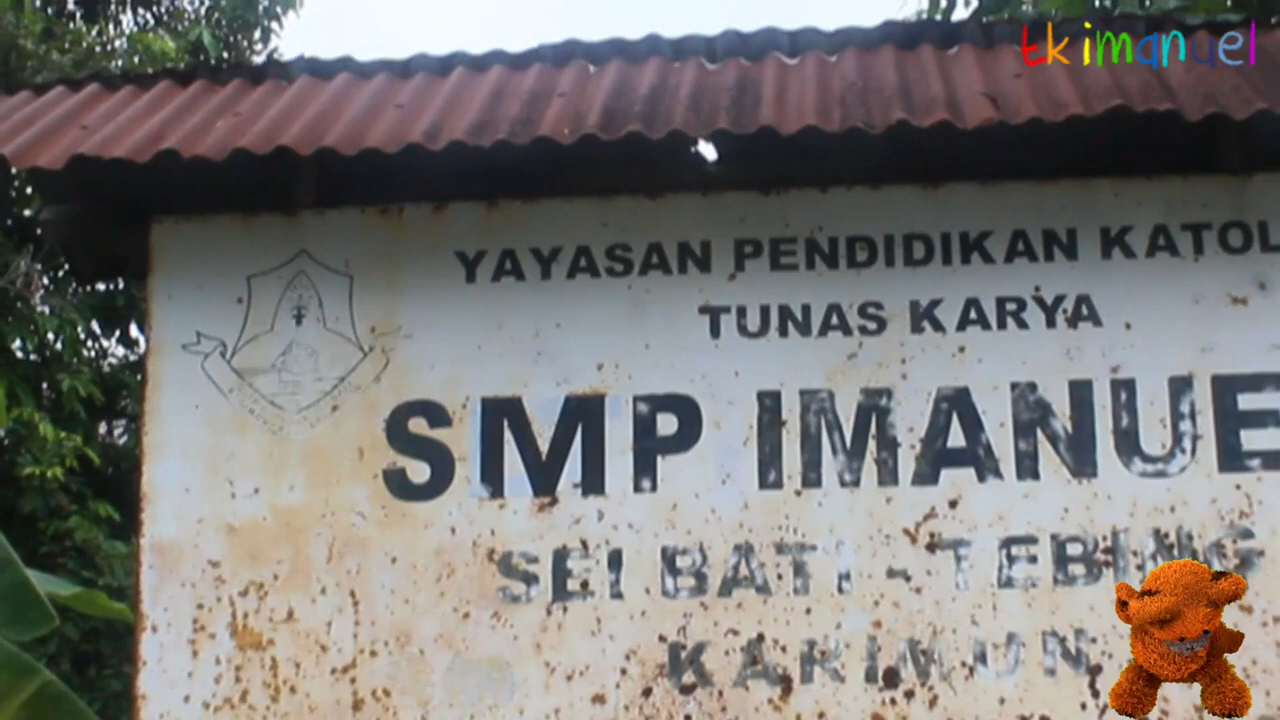 tk imanuel
YAYASAN PENDIDIKAN KATOL
TUNAS KARYA
SMP IMANUE
SEI BATI - TEBING
KARIMUN